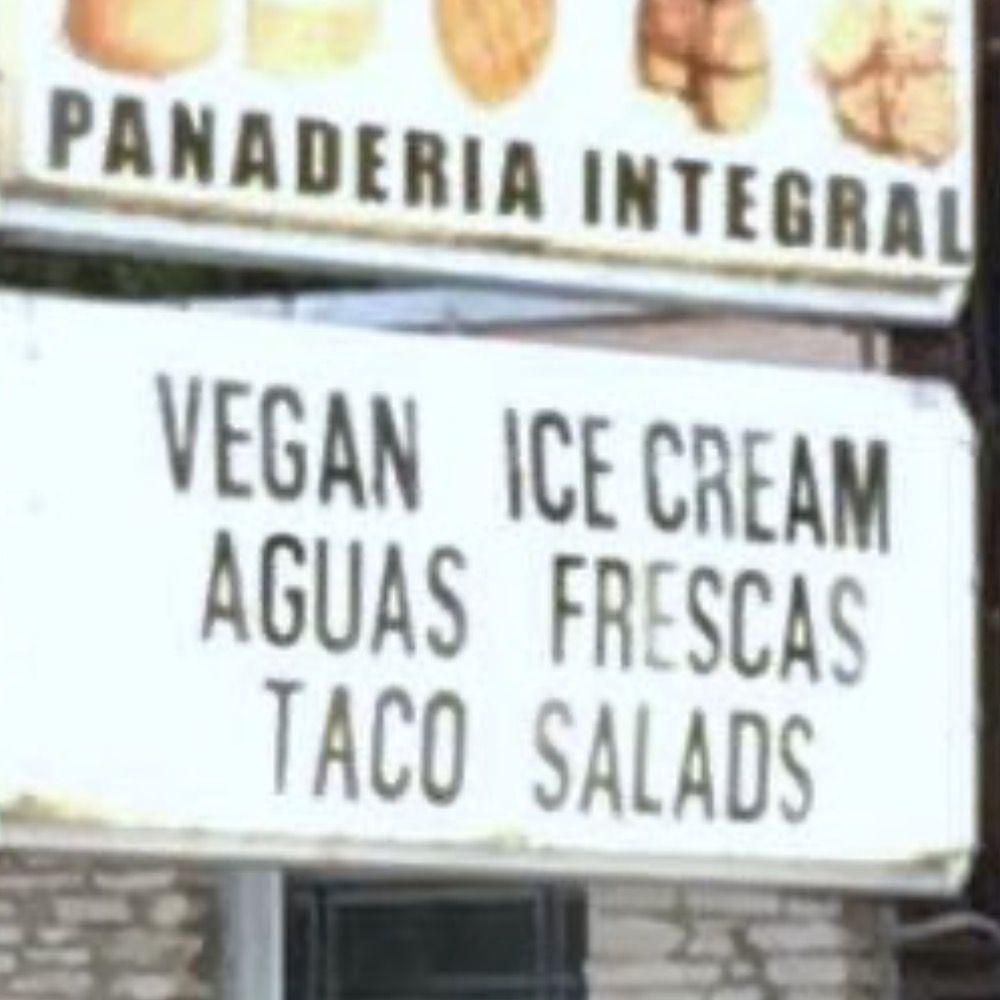 PANADERIA INTEGRAL
VEGAN ICE CREAM
AGUAS FRESCAS
TACO SALADS